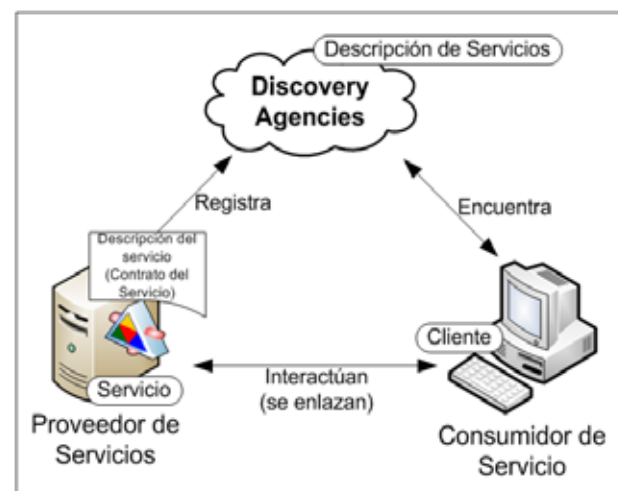 Descripción de Servicios
Discovery
Agencies
Registra
Encuentra
Descripción del
servicio
(Contrato del
Servicio)
Cliente
Servicio
Interactúan
(se enlazan)
Proveedor de
Servicios
Consumidor de
Servicio